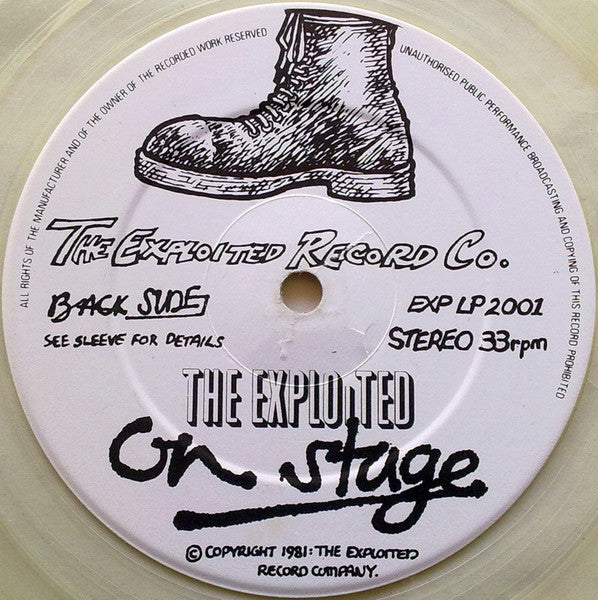 ALL RIGHTS OF THE MANUFACTURER AND OF THE OWNER OF THE RECORDED WORK RESERVED
UNAUTHORISED PUBLIC PERFORMANCE BROADCASTING AND COPYING OF THIS RECORD PROHIBITED
THE EXPLOITED RECORD CO.
BACK SIDE
EXP LP 2001
SEE SLEEVE FOR DETAILS
STEREO 33rpm
THE EXPLOITED
On stage
© COPYRIGHT 1981: THE EXPLOITED
RECORD COMPANY.